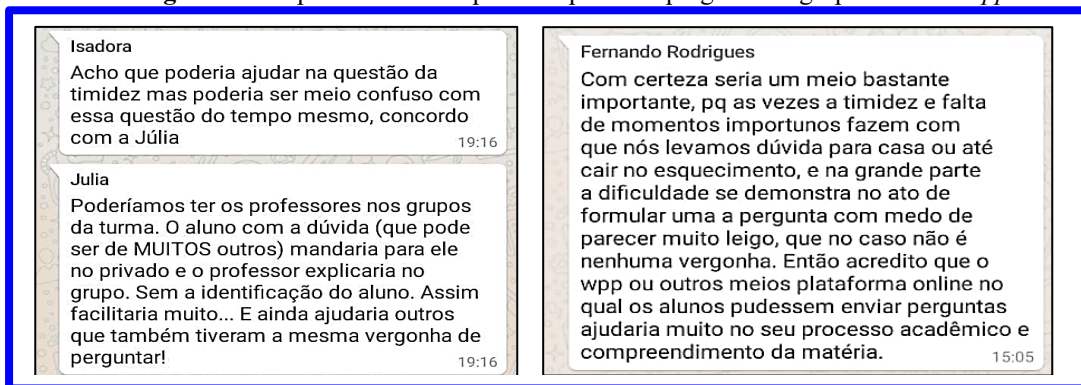 Isadora
Acho que poderia ajudar na questão da
timidez mas poderia ser meio confuso com
essa questão do tempo mesmo, concordo
com a Júlia
19:16
Julia
Poderíamos ter os professores nos grupos
da turma. O aluno com a dúvida (que pode
ser de MUITOS outros) mandaria para ele
no privado e o professor explicaria no
grupo. Sem a identificação do aluno. Assim
facilitaria muito... E ainda ajudaria outros
que também tiveram a mesma vergonha de
perguntar!
19:16
Fernando Rodrigues
Com certeza seria um meio bastante
importante, pq as vezes a timidez e falta
de momentos importunos fazem com
que nós levamos dúvida para casa ou até
cair no esquecimento, e na grande parte
a dificuldade se demonstra no ato de
formular uma a pergunta com medo de
parecer muito leigo, que no caso não é
nenhuma vergonha. Então acredito que o
wpp ou outros meios plataforma online no
qual os alunos pudessem enviar perguntas
ajudaria muito no seu processo acadêmico e
compreendimento da matéria.
15:05